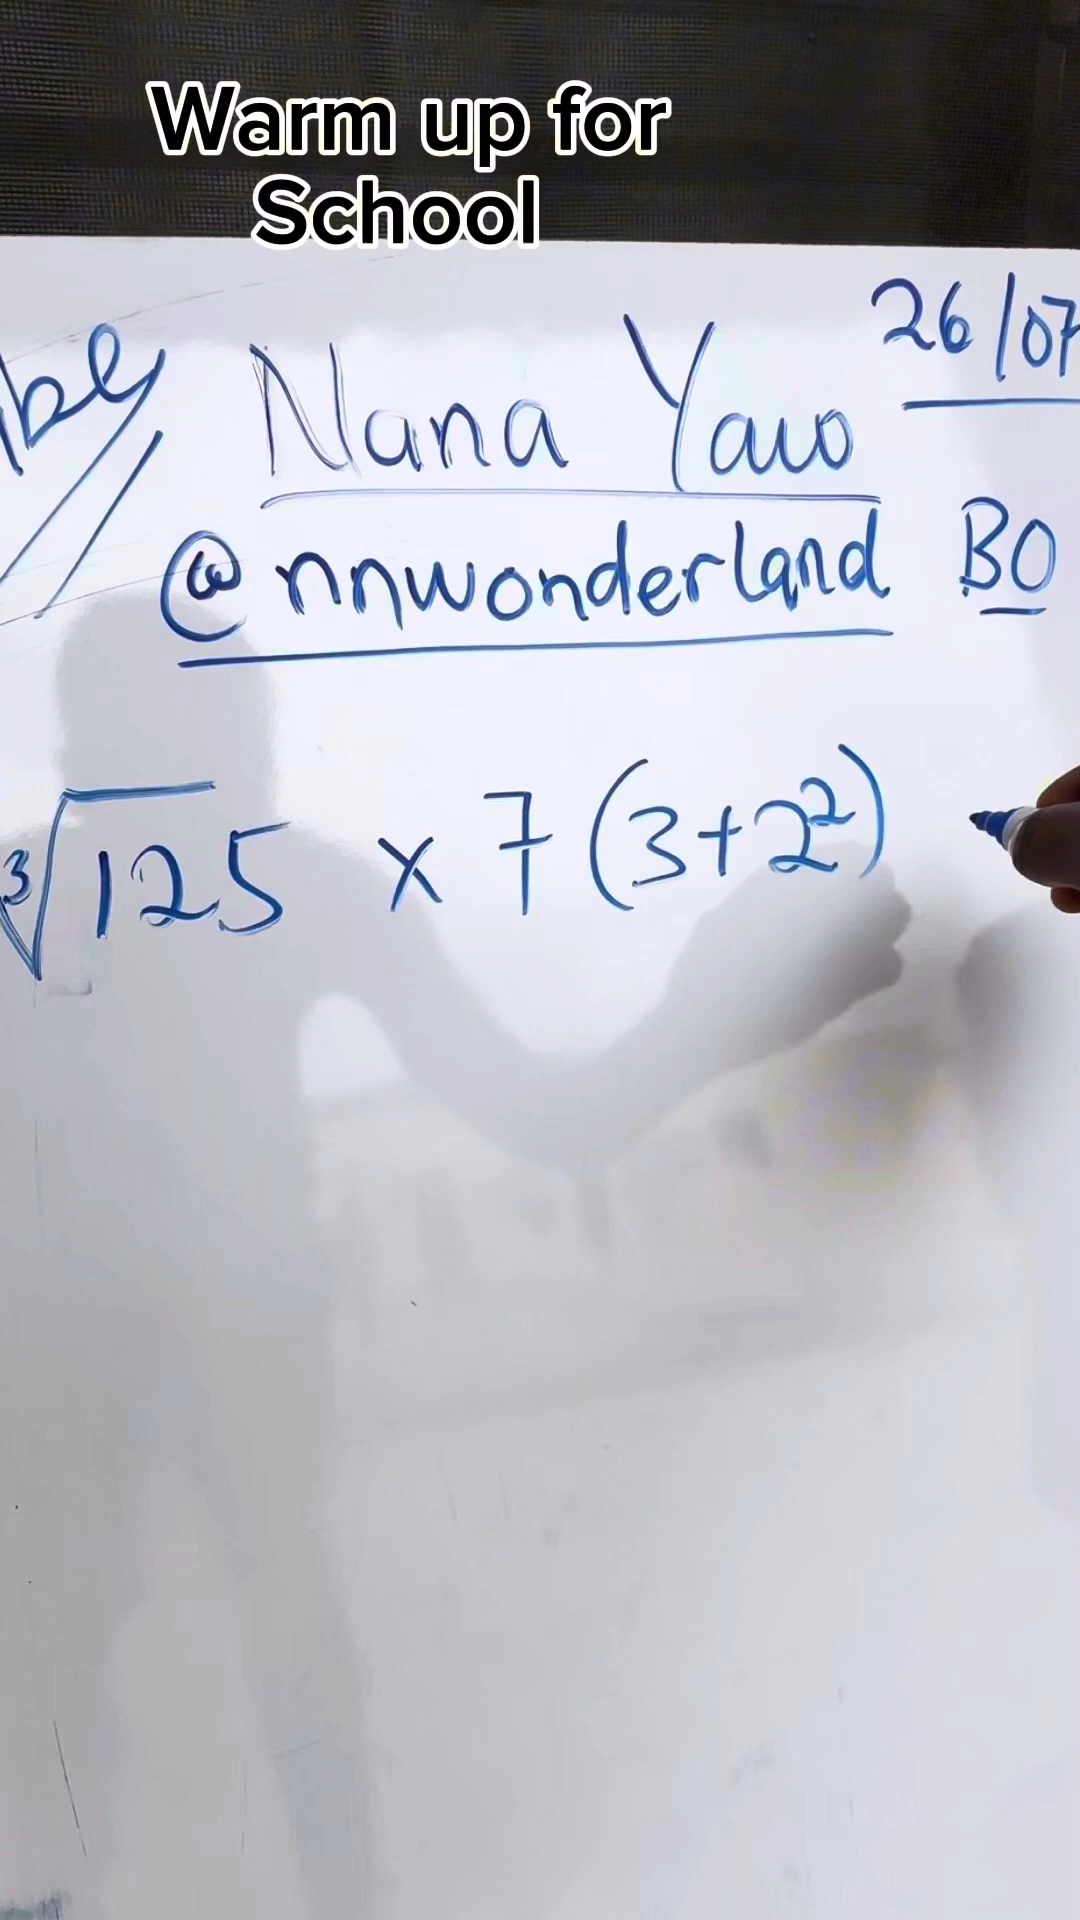 Warm up for
School
26/07
Nana Yaw
@nnwonderland BO
³√125 × 7 (3+2²)